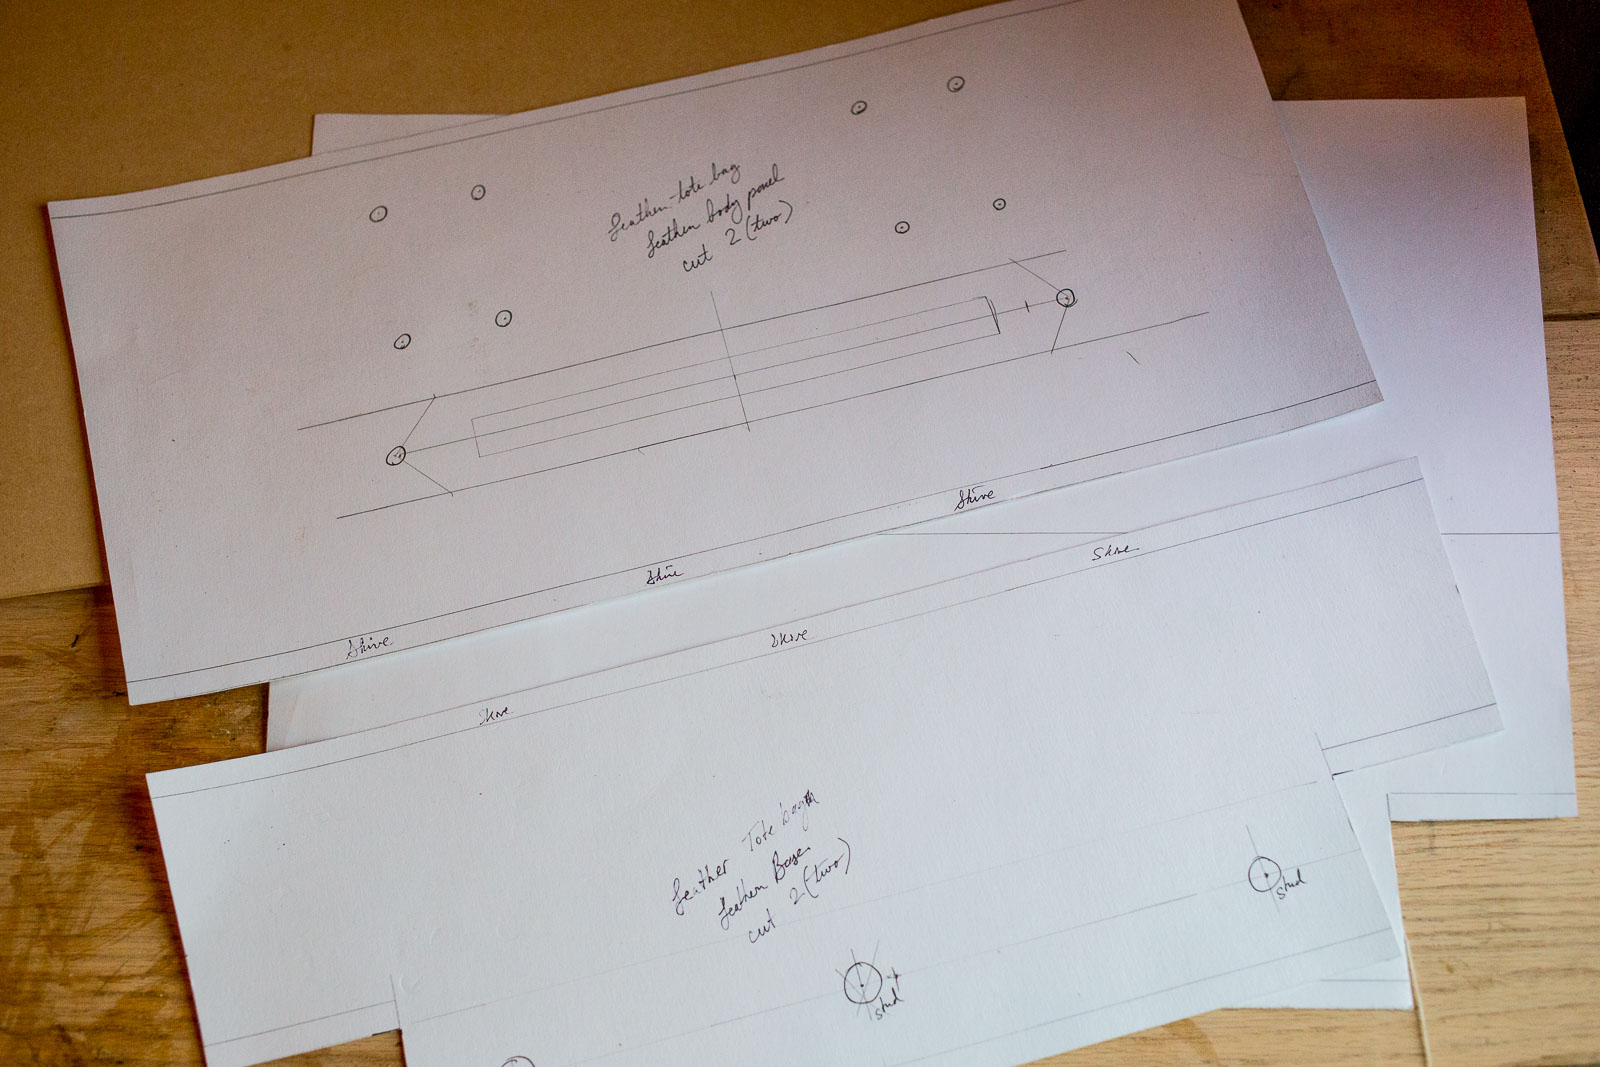 Leather tote bag
Leather body panel
cut 2 (two)
Skive
Skive
Skive
Skive
Skive
Skive
Leather Tote bag
Leather Base
cut 2 (two)
stud
stud